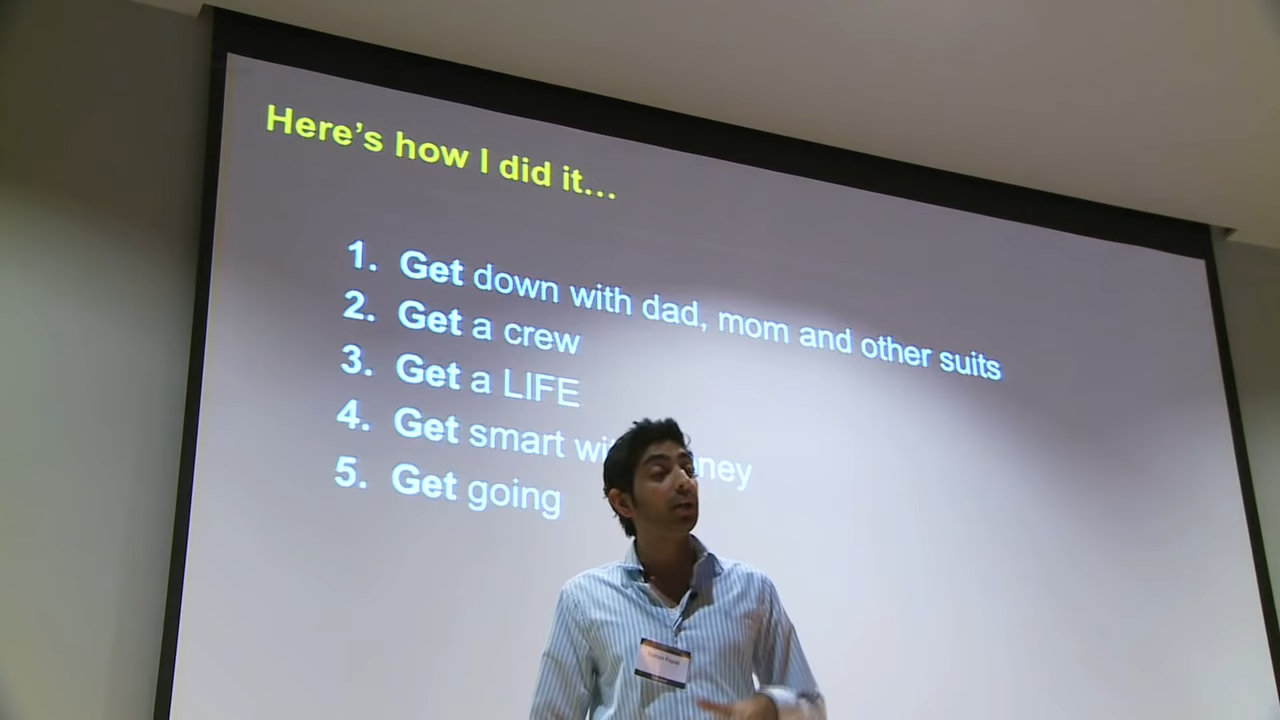 Here's how I did it...
1. Get down with dad, mom and other suits
2. Get a crew
3. Get a LIFE
4. Get smart ney
5. Get going